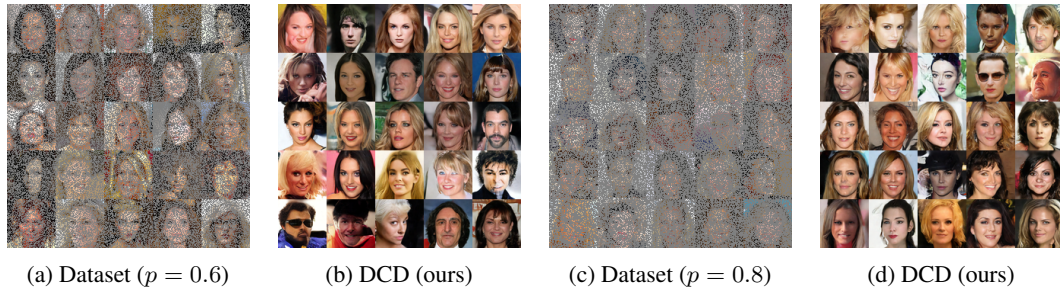 (a) Dataset (p = 0.6)
(b) DCD (ours)
(c) Dataset (p = 0.8)
(d) DCD (ours)